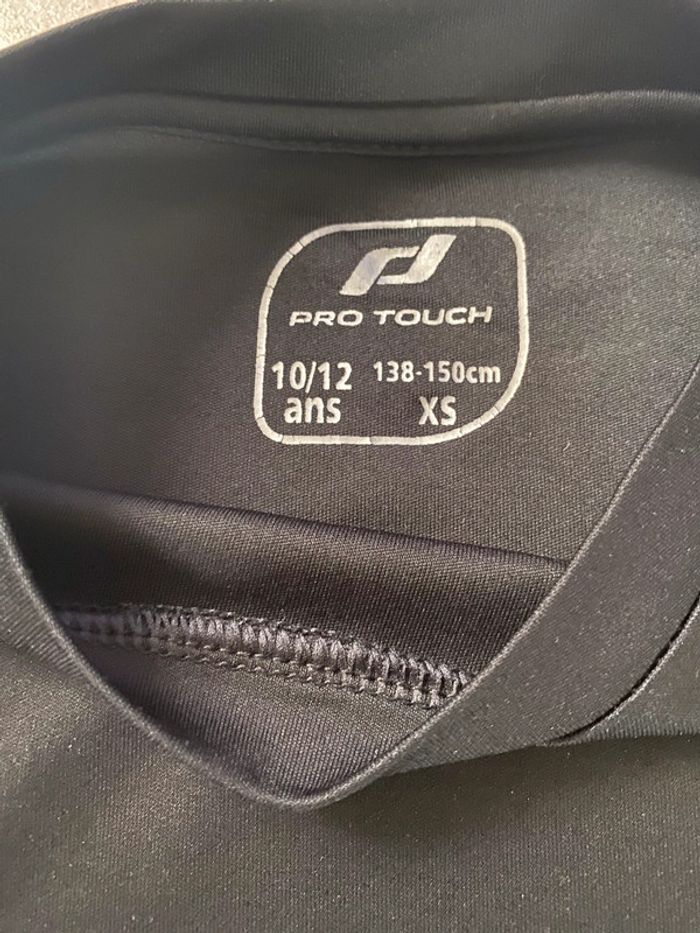 PRO TOUCH
10/12 138-150cm
ans XS